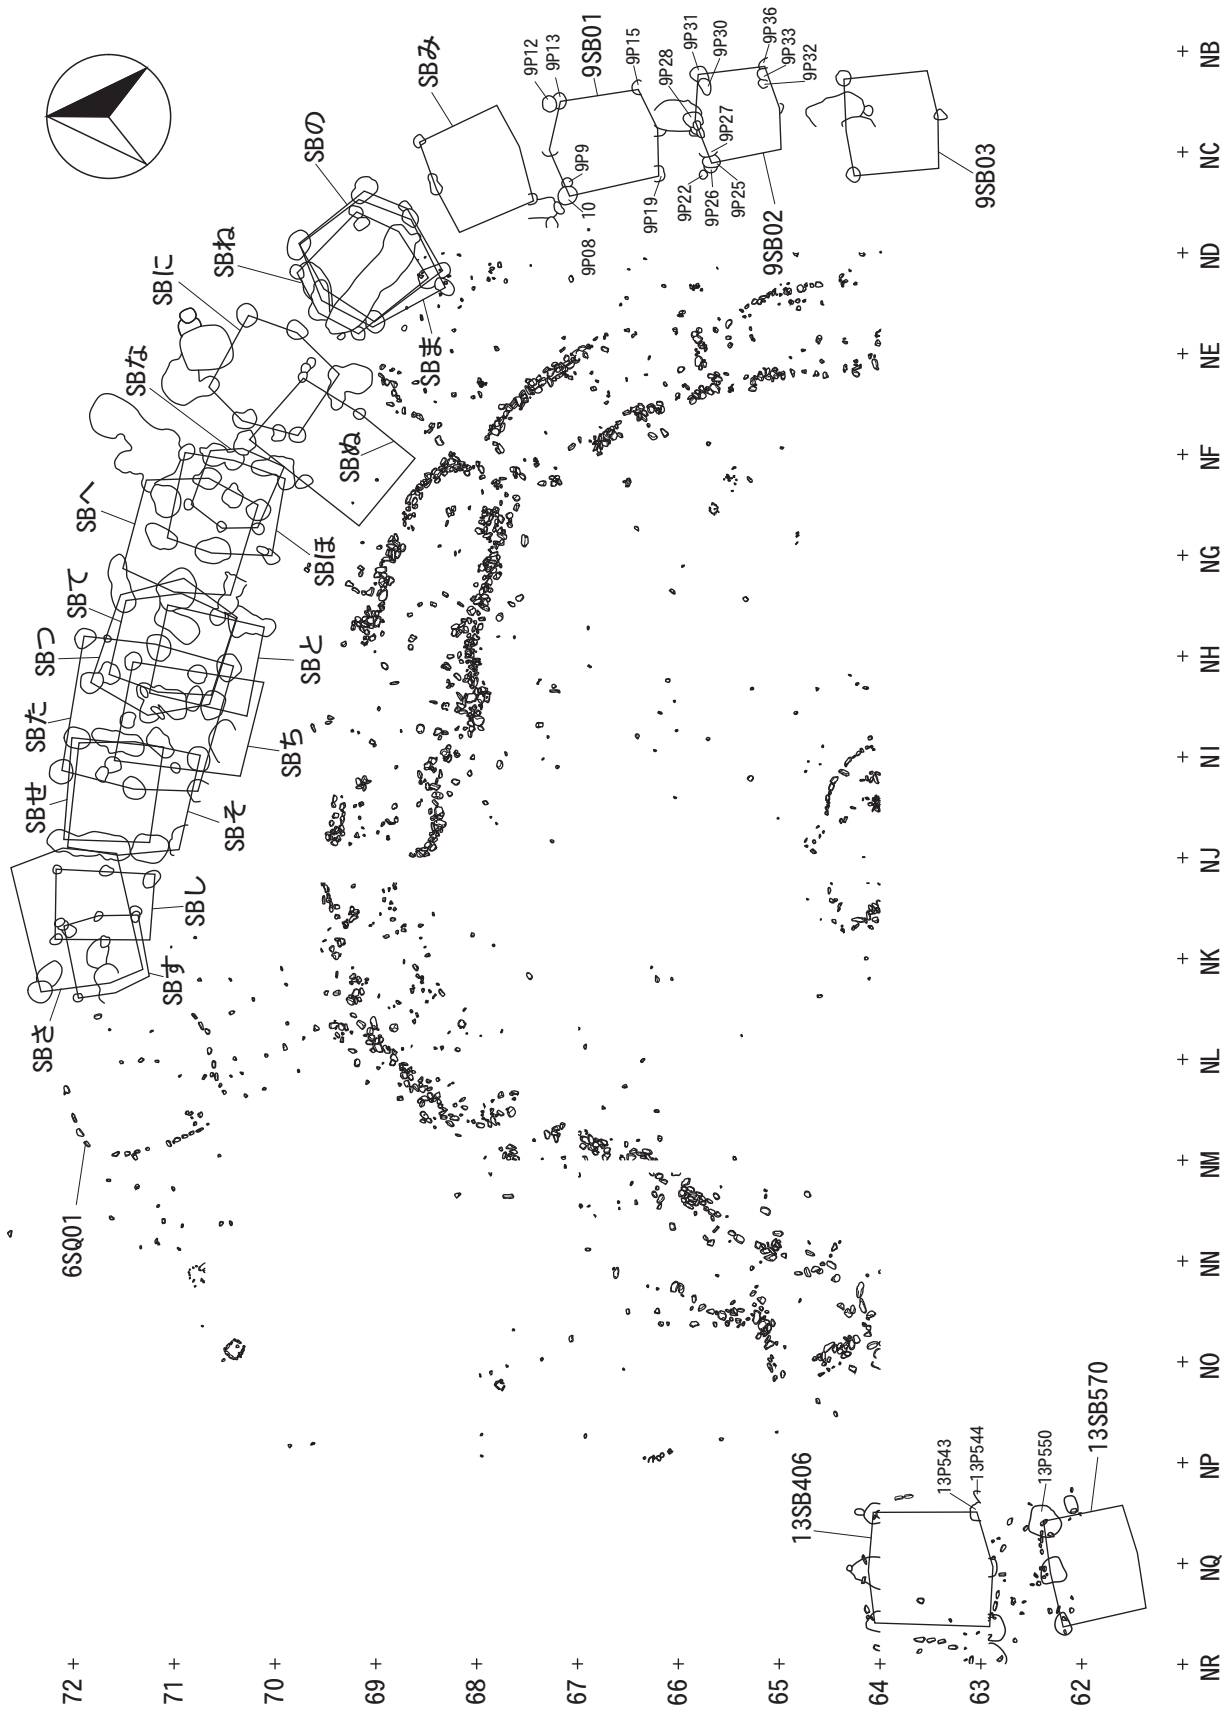 SBみ
9P12
9P13
9SB01
9P15
9P28
9P31
9P30
9P36
9P33
9P32
9P9
9P08・10
9P19
9P22
9P26
9P25
9P27
9SB02
9SB03
SBの
SBね
SBに
SBな
SBま
SBぬ
SBへ
SBほ
SBて
SBつ
SBと
SBた
SBち
SBせ
SBそ
SBし
SBす
SBさ
6SQ01
13SB406
13P543
13P544
13P550
13SB570
72
71
70
69
68
67
66
65
64
63
62
NR
NQ
NP
NO
NN
NM
NL
NK
NJ
NI
NH
NG
NF
NE
ND
NC
NB